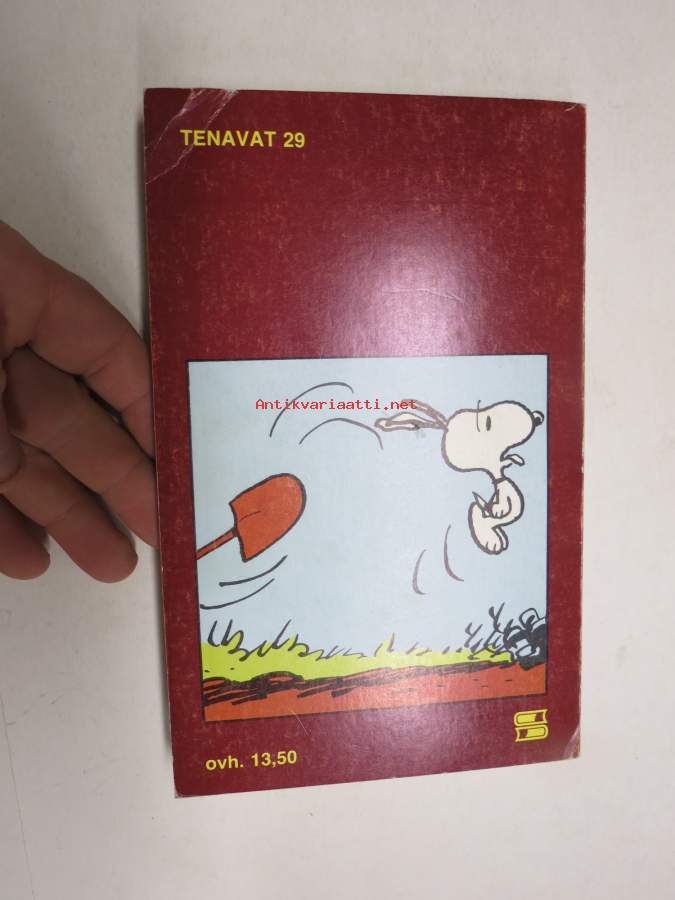 TENAVAT 29
Antikvariaatti.net
ovh. 13,50